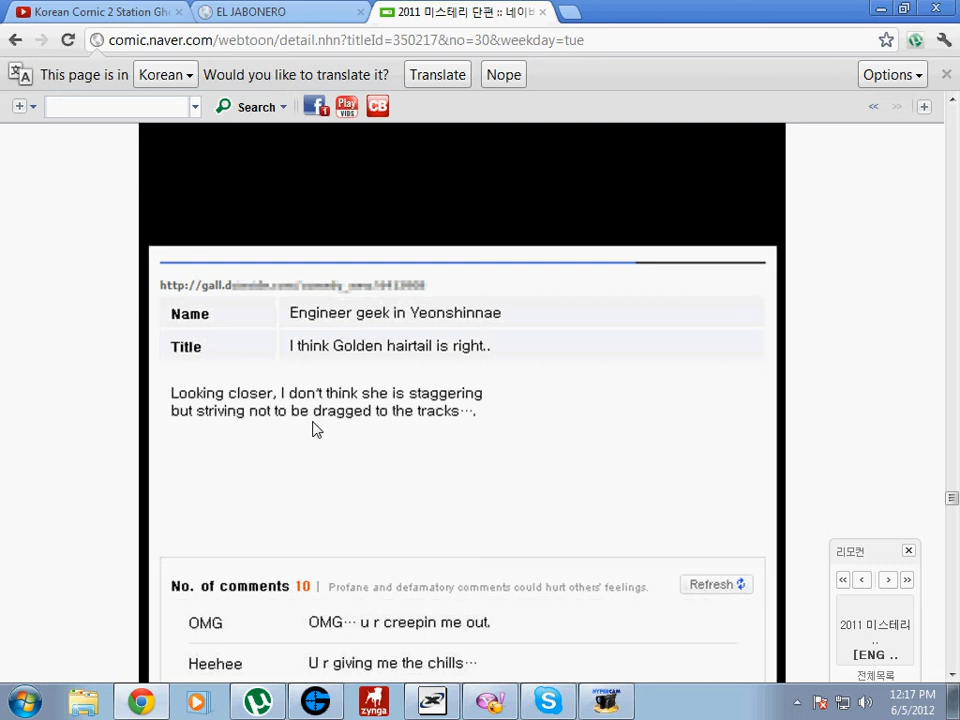 Korean Comic 2 Station Gh
EL JABONERO
2011 미스테리 단편 :: 네이버
comic.naver.com/webtoon/detail.nhn?titleId=350217&no=30&weekday=tue
This page is in Korean Would you like to translate it? Translate Nope Options
Search
Play VIDS
CB
http://gall.d
Name Engineer geek in Yeonshinnae
Title I think Golden hairtail is right..
Looking closer, I don't think she is staggering
but striving not to be dragged to the tracks….
No. of comments 10 | Profane and defamatory comments could hurt others' feelings. Refresh
OMG OMG… u r creepin me out.
Heehee U r giving me the chills…
리모컨
2011 미스테리
..
[ENG ..
전체목록
zynga
HYPERCAM
12:17 PM
6/5/2012